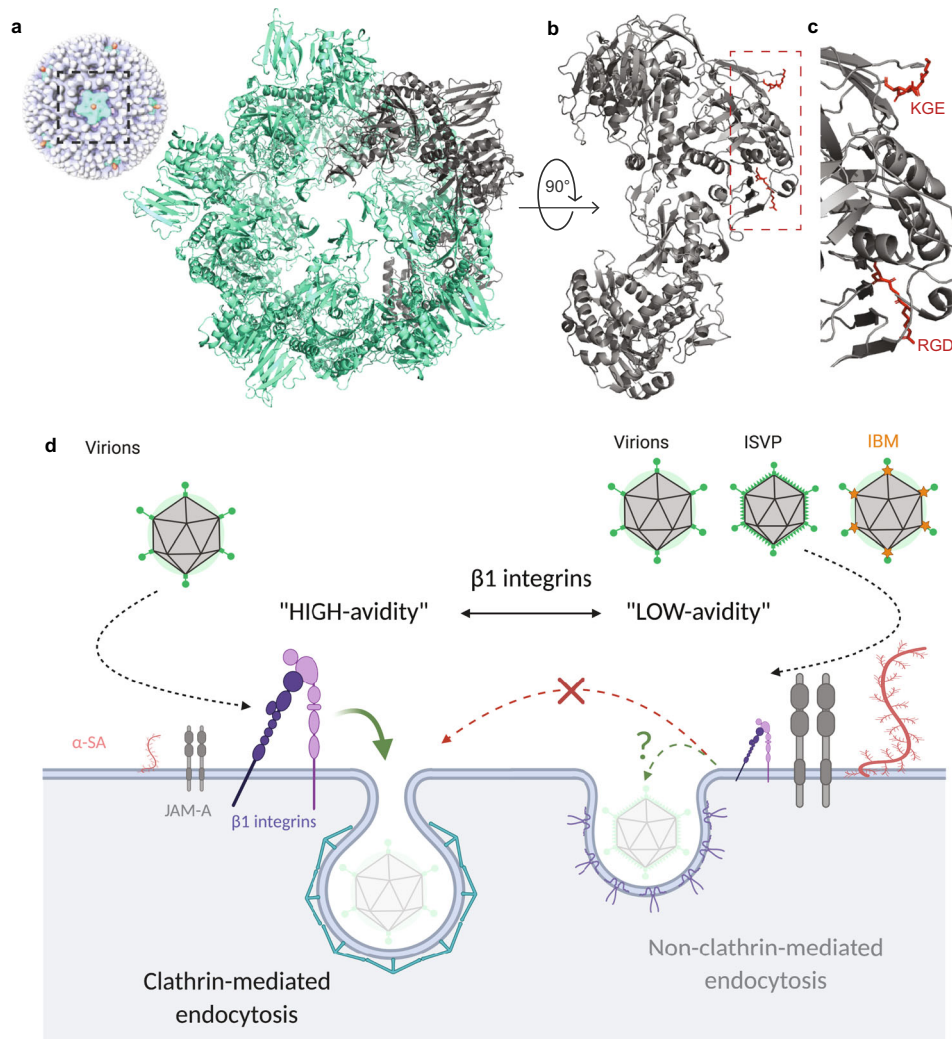 a
b
c
90°
KGE
RGD
d
Virions
Virions
ISVP
IBM
β1 integrins
"HIGH-avidity"
"LOW-avidity"
?
α-SA
JAM-A
β1 integrins
Clathrin-mediated
endocytosis
Non-clathrin-mediated
endocytosis